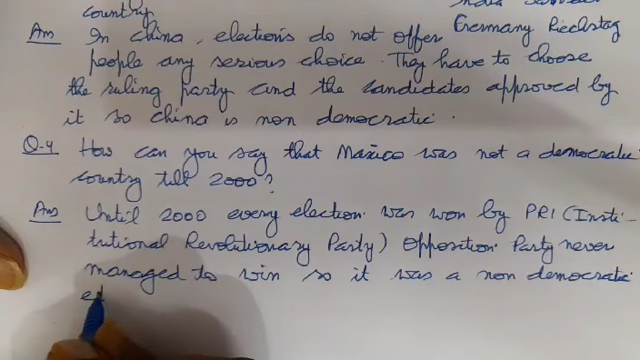 country
Ans In China, elections do not offer Germany Reichstag
people any serious choice. They have to choose
the ruling party and the candidates approved by
it so China is non democratic.
Q-4 How can you say that Maxico was not a democratic
country till 2000?
Ans Until 2000 every election was won by PRI (Insti-
tutional Revolutionary Party) Opposition Party never
managed to win so it was a non democratic